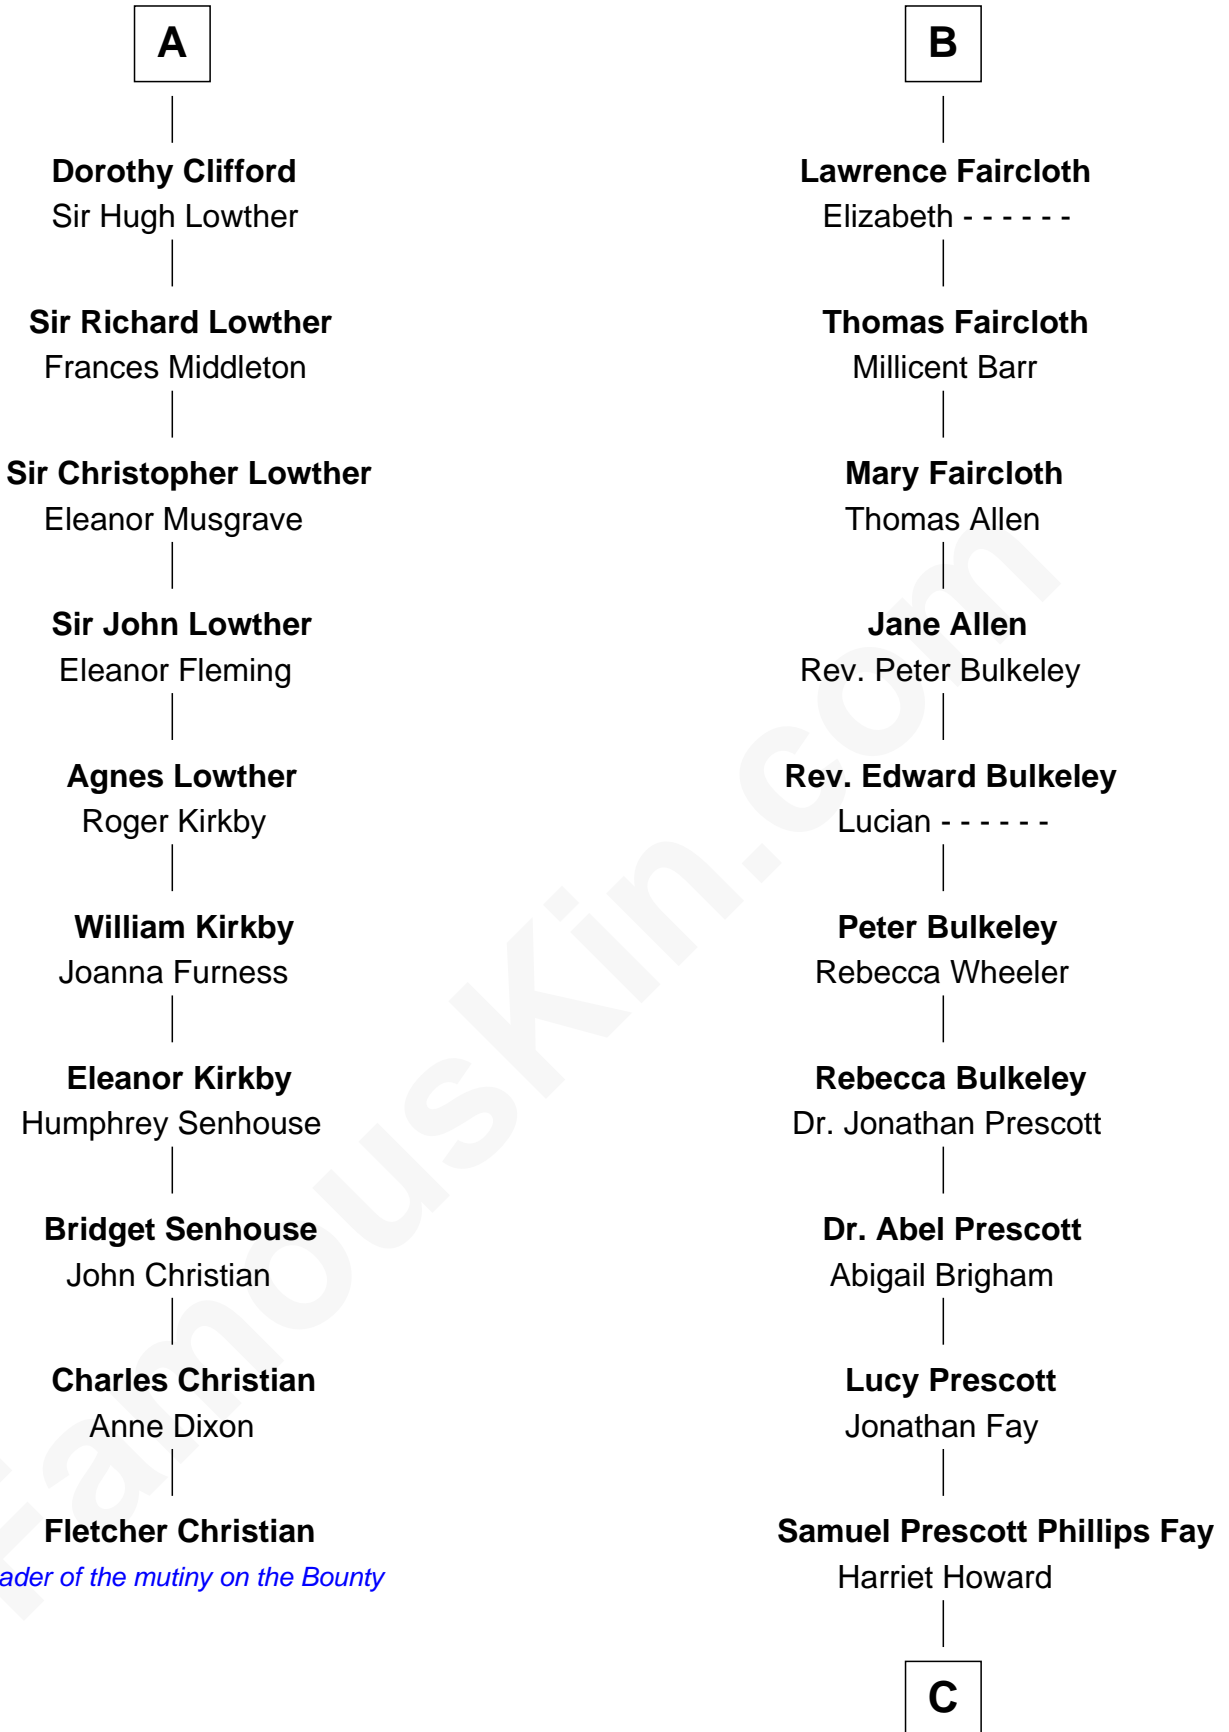 A
Dorothy Clifford
Sir Hugh Lowther
Sir Richard Lowther
Frances Middleton
Sir Christopher Lowther
Eleanor Musgrave
Sir John Lowther
Eleanor Fleming
Agnes Lowther
Roger Kirkby
William Kirkby
Joanna Furness
Eleanor Kirkby
Humphrey Senhouse
Bridget Senhouse
John Christian
Charles Christian
Anne Dixon
Fletcher Christian
ader of the mutiny on the Bounty
B
Lawrence Faircloth
Elizabeth - - - - - -
Thomas Faircloth
Millicent Barr
Mary Faircloth
Thomas Allen
Jane Allen
Rev. Peter Bulkeley
Rev. Edward Bulkeley
Lucian - - - - - -
Peter Bulkeley
Rebecca Wheeler
Rebecca Bulkeley
Dr. Jonathan Prescott
Dr. Abel Prescott
Abigail Brigham
Lucy Prescott
Jonathan Fay
Samuel Prescott Phillips Fay
Harriet Howard
C
FamousKin.com